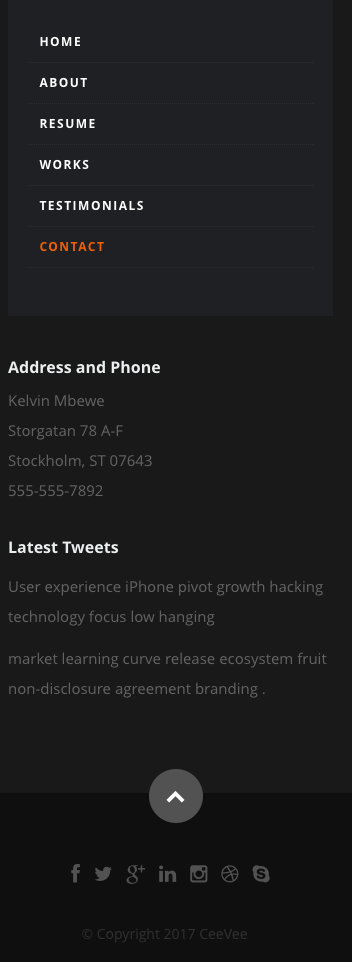 HOME
ABOUT
RESUME
WORKS
TESTIMONIALS
CONTACT
Address and Phone
Kelvin Mbewe
Storgatan 78 A-F
Stockholm, ST 07643
555-555-7892
Latest Tweets
User experience iPhone pivot growth hacking
technology focus low hanging
market learning curve release ecosystem fruit
non-disclosure agreement branding .
© Copyright 2017 CeeVee